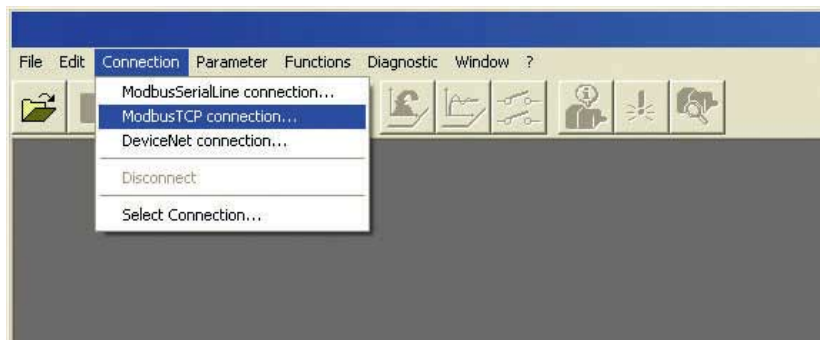 File Edit Connection Parameter Functions Diagnostic Window ?
ModbusSerialLine connection...
ModbusTCP connection...
DeviceNet connection...
Disconnect
Select Connection...